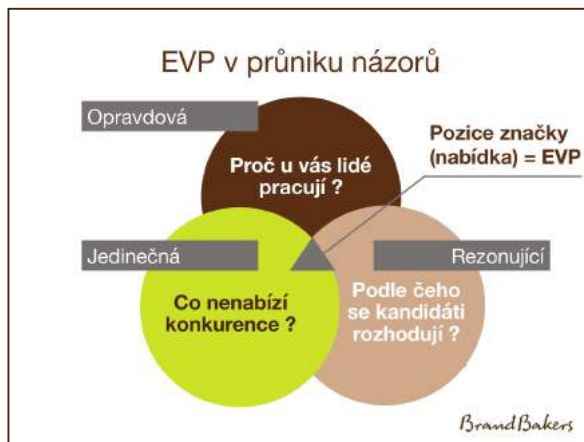 EVP v průniku názorů
Opravdová
Pozice značky
(nabídka) = EVP
Proč u vás lidé
pracují ?
Jedinečná
Rezonující
Co nenabízí
konkurence ?
Podle čeho
se kandidáti
rozhodují ?
BrandBakers